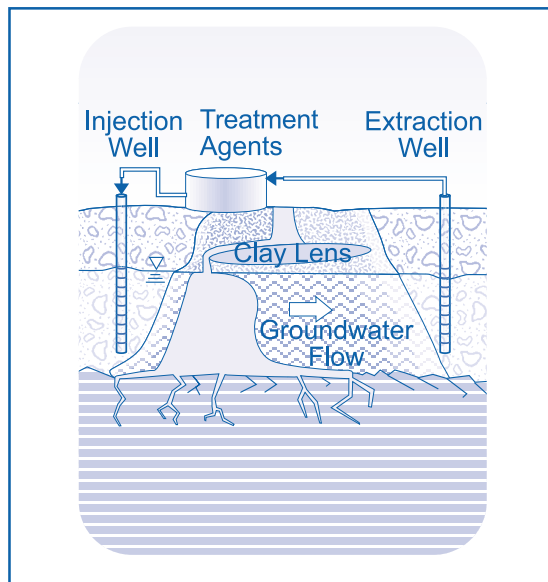 Injection
Well
Treatment
Agents
Extraction
Well
Clay Lens
Groundwater
Flow